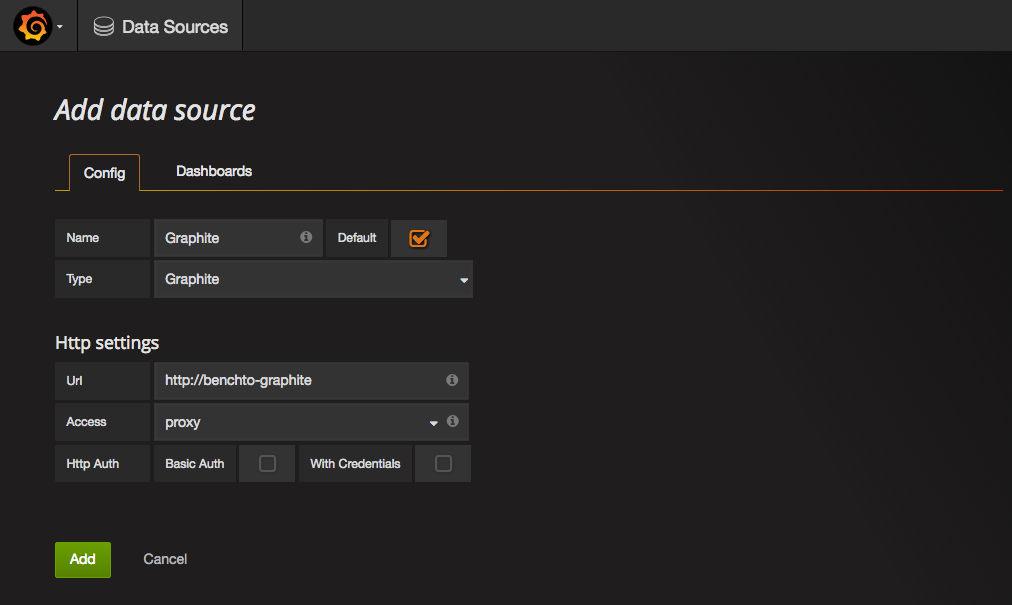 Data Sources
Add data source
Config Dashboards
Name Graphite Default
Type Graphite
Http settings
Url http://benchto-graphite
Access proxy
Http Auth Basic Auth With Credentials
Add Cancel